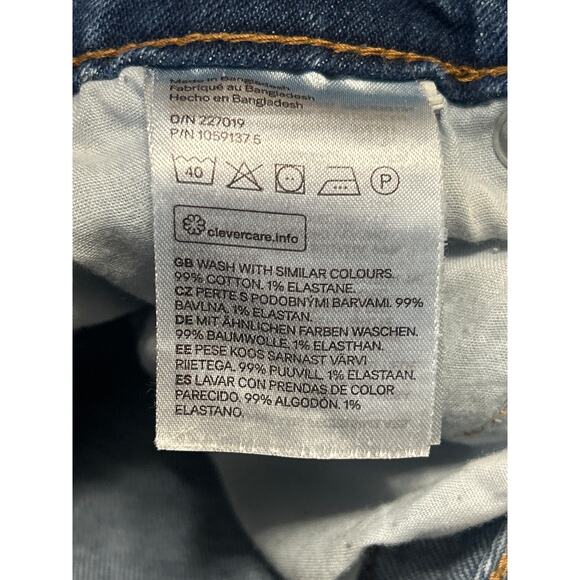 Made in Bangladesh
Fabriqué au Bangladesh
Hecho en Bangladesh
O/N 227019
P/N 1059137 5
40
P
clevercare.info
GB WASH WITH SIMILAR COLOURS.
99% COTTON. 1% ELASTANE.
CZ PERTE S PODOBNÝMI BARVAMI. 99%
BAVLNA, 1% ELASTAN.
DE MIT ÄHNLICHEN FARBEN WASCHEN.
99% BAUMWOLLE. 1% ELASTHAN.
EE PESE KOOS SARNAST VÄRVI
RIIETEGA. 99% PUUVILL. 1% ELASTAAN.
ES LAVAR CON PRENDAS DE COLOR
PARECIDO. 99% ALGODÓN. 1%
ELASTANO.